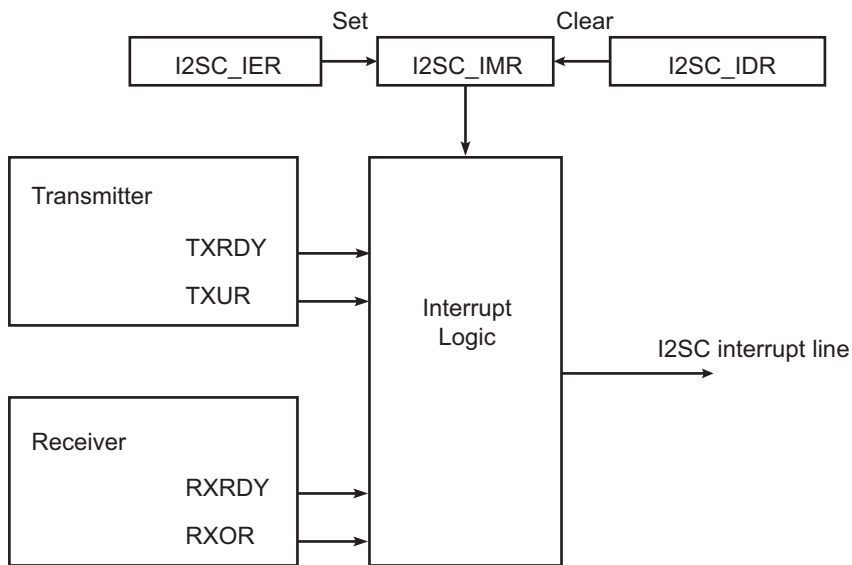 Set
Clear
I2SC_IER
I2SC_IMR
I2SC_IDR
Transmitter
TXRDY
TXUR
Interrupt
Logic
I2SC interrupt line
Receiver
RXRDY
RXOR